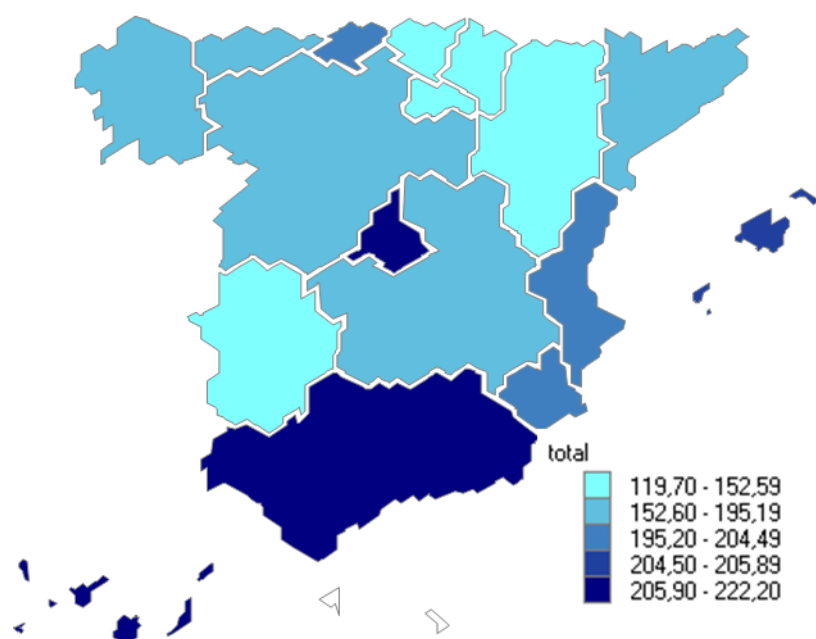 total
119,70 - 152,59
152,60 - 195,19
195,20 - 204,49
204,50 - 205,89
205,90 - 222,20